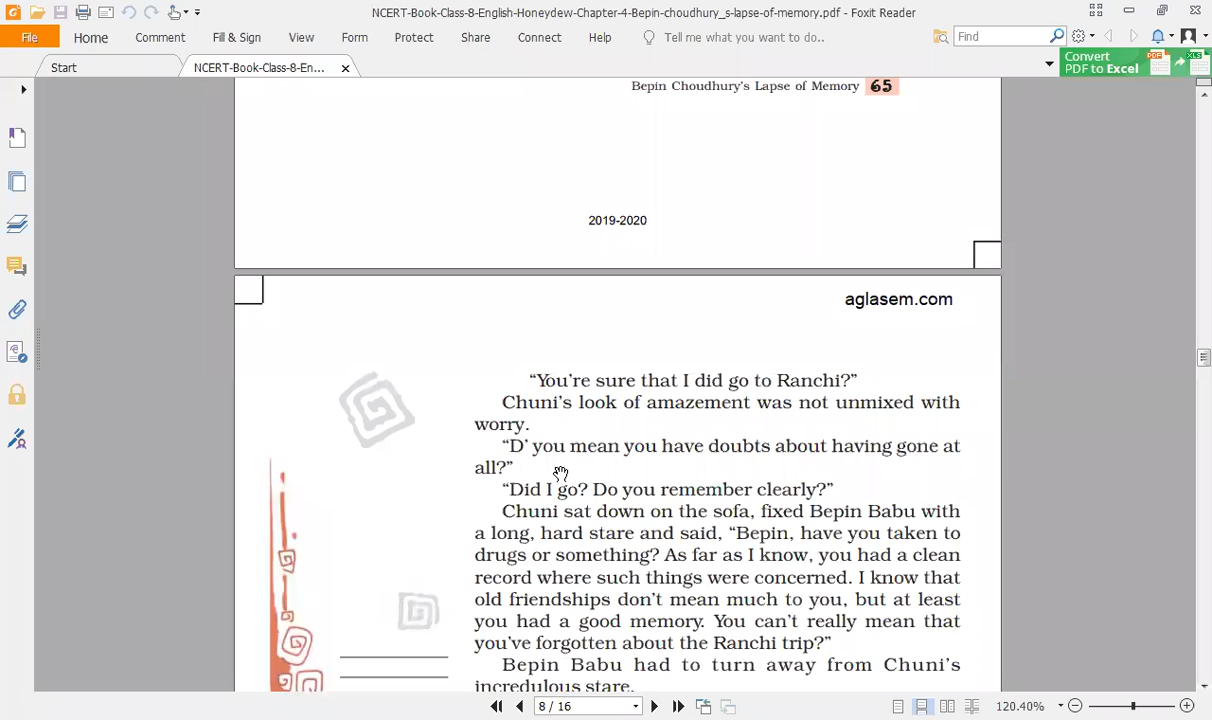 NCERT-Book-Class-8-English-Honeydew-Chapter-4-Bepin-choudhury_s-lapse-of-memory.pdf - Foxit Reader
File Home Comment Fill & Sign View Form Protect Share Connect Help Tell me what you want to do.. Find
Start NCERT-Book-Class-8-En... Convert
PDF to Excel
Bepin Choudhury's Lapse of Memory 65
2019-2020
aglasem.com
“You're sure that I did go to Ranchi?”
Chuni's look of amazement was not unmixed with
worry.
“D' you mean you have doubts about having gone at
all?”
“Did I go? Do you remember clearly?”
Chuni sat down on the sofa, fixed Bepin Babu with
a long, hard stare and said, “Bepin, have you taken to
drugs or something? As far as I know, you had a clean
record where such things were concerned. I know that
old friendships don't mean much to you, but at least
you had a good memory. You can't really mean that
you've forgotten about the Ranchi trip?”
Bepin Babu had to turn away from Chuni's
incredulous stare.
8 / 16 120.40%